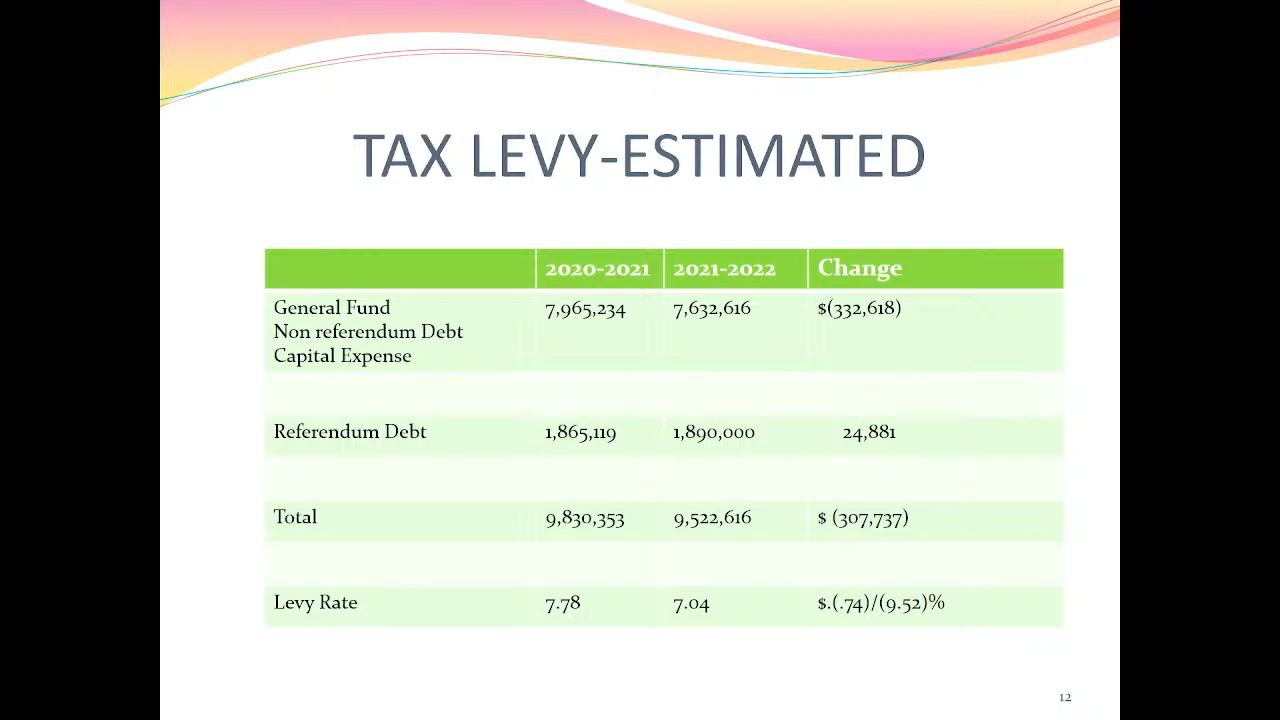 TAX LEVY-ESTIMATED
2020-2021 2021-2022 Change
General Fund 7,965,234 7,632,616 $(332,618)
Non referendum Debt
Capital Expense
Referendum Debt 1,865,119 1,890,000 24,881
Total 9,830,353 9,522,616 $ (307,737)
Levy Rate 7.78 7.04 $.(.74)/(9.52)%
12